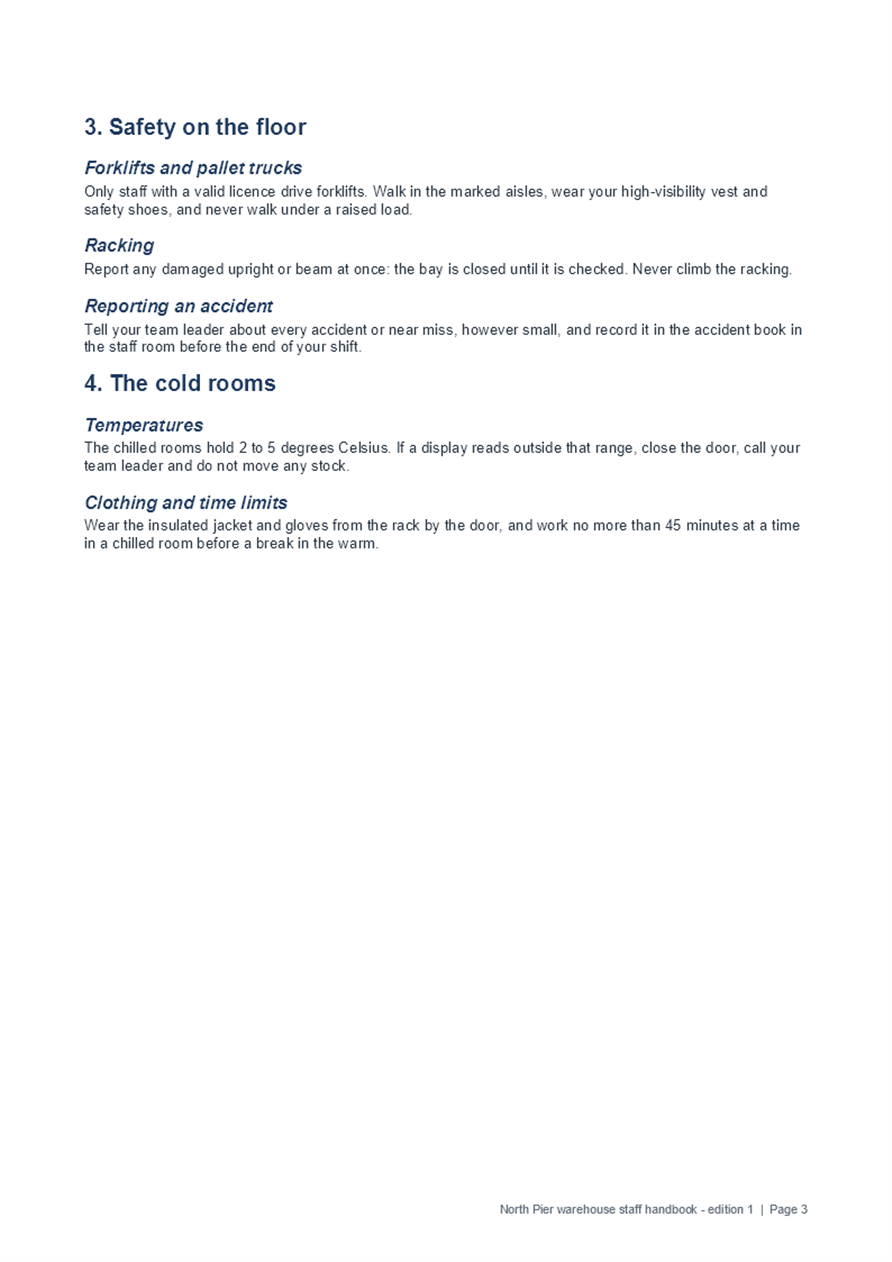 3. Safety on the floor
Forklifts and pallet trucks
Only staff with a valid licence drive forklifts. Walk in the marked aisles, wear your high-visibility vest and
safety shoes, and never walk under a raised load.
Racking
Report any damaged upright or beam at once: the bay is closed until it is checked. Never climb the racking.
Reporting an accident
Tell your team leader about every accident or near miss, however small, and record it in the accident book in
the staff room before the end of your shift.
4. The cold rooms
Temperatures
The chilled rooms hold 2 to 5 degrees Celsius. If a display reads outside that range, close the door, call your
team leader and do not move any stock.
Clothing and time limits
Wear the insulated jacket and gloves from the rack by the door, and work no more than 45 minutes at a time
in a chilled room before a break in the warm.
North Pier warehouse staff handbook - edition 1 | Page 3